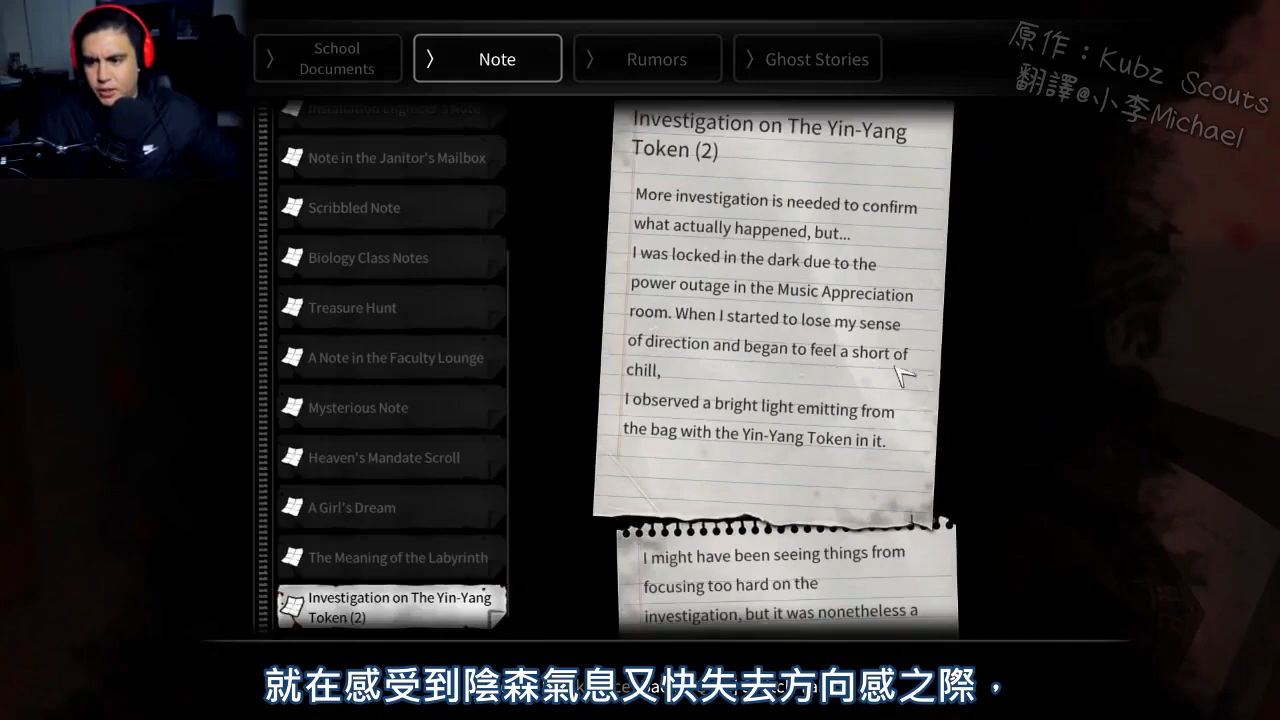 School
Documents
Note
Rumors
Ghost Stories
原作：Kubz Scouts
翻譯@小李Michael
Installation Engineer's Note
Note in the Janitor's Mailbox
Scribbled Note
Biology Class Notes
Treasure Hunt
A Note in the Faculty Lounge
Mysterious Note
Heaven's Mandate Scroll
A Girl's Dream
The Meaning of the Labyrinth
Investigation on The Yin-Yang
Token (2)
Investigation on The Yin-Yang
Token (2)
More investigation is needed to confirm
what actually happened, but...
I was locked in the dark due to the
power outage in the Music Appreciation
room. When I started to lose my sense
of direction and began to feel a short of
chill,
I observed a bright light emitting from
the bag with the Yin-Yang Token in it.
I might have been seeing things from
focusing too hard on the
investigation, but it was nonetheless a
就在感受到陰森氣息又快失去方向感之際，